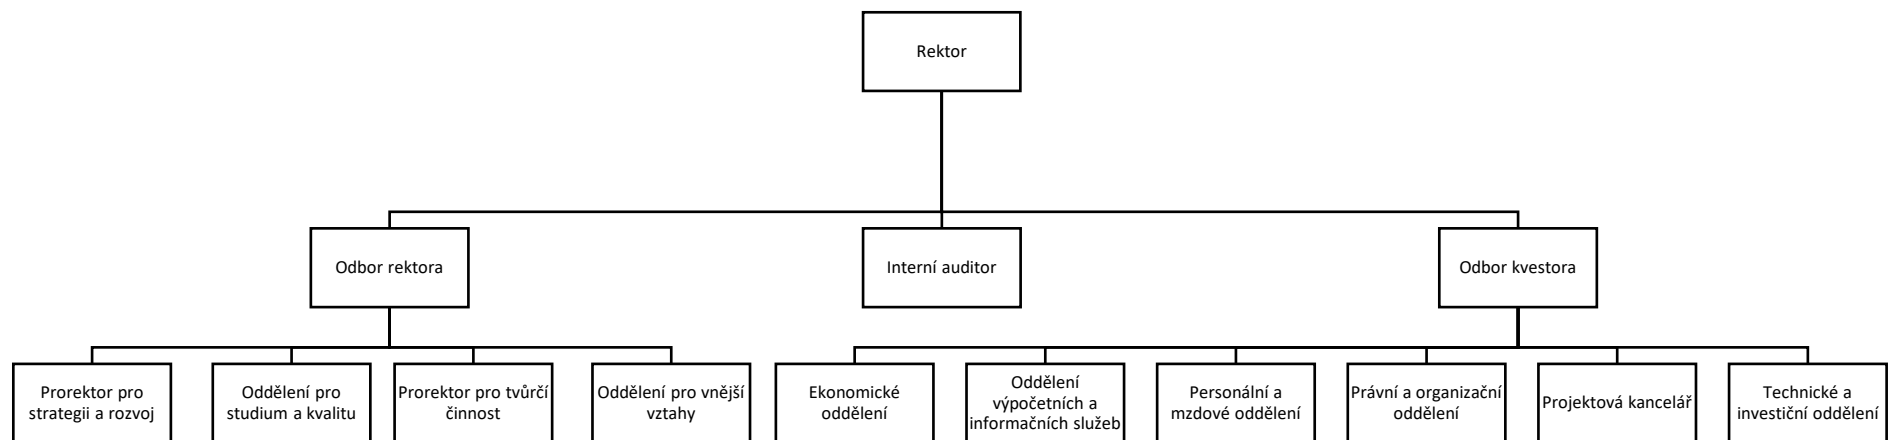 Rektor
Odbor rektora
Interní auditor
Odbor kvestora
Prorektor pro
strategii a rozvoj
Oddělení pro
studium a kvalitu
Prorektor pro tvůrčí
činnost
Oddělení pro vnější
vztahy
Ekonomické
oddělení
Oddělení
výpočetních a
informačních služeb
Personální a
mzdové oddělení
Právní a organizační
oddělení
Projektová kancelář
Technické a
investiční oddělení